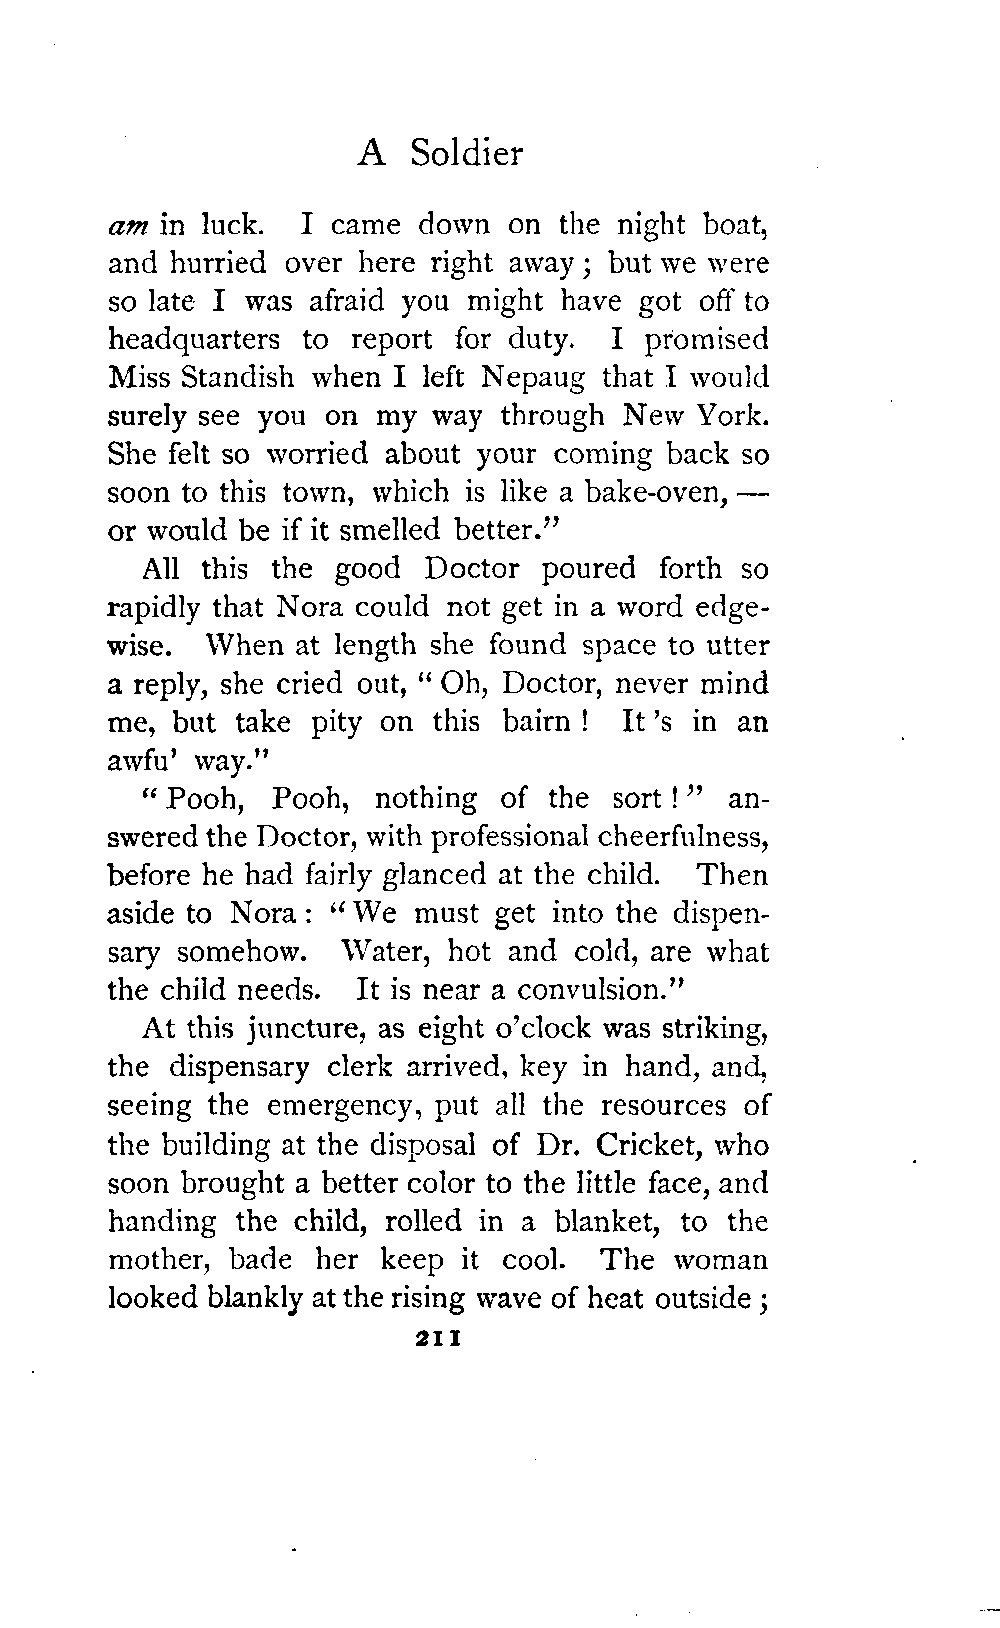 A Soldier
am in luck. I came down on the night boat,
and hurried over here right away; but we were
so late I was afraid you might have got off to
headquarters to report for duty. I promised
Miss Standish when I left Nepaug that I would
surely see you on my way through New York.
She felt so worried about your coming back so
soon to this town, which is like a bake-oven, —
or would be if it smelled better."
All this the good Doctor poured forth so
rapidly that Nora could not get in a word edge-
wise. When at length she found space to utter
a reply, she cried out, "Oh, Doctor, never mind
me, but take pity on this bairn! It 's in an
awfu' way."
"Pooh, Pooh, nothing of the sort!" an-
swered the Doctor, with professional cheerfulness,
before he had fairly glanced at the child. Then
aside to Nora: "We must get into the dispen-
sary somehow. Water, hot and cold, are what
the child needs. It is near a convulsion."
At this juncture, as eight o'clock was striking,
the dispensary clerk arrived, key in hand, and,
seeing the emergency, put all the resources of
the building at the disposal of Dr. Cricket, who
soon brought a better color to the little face, and
handing the child, rolled in a blanket, to the
mother, bade her keep it cool. The woman
looked blankly at the rising wave of heat outside;
211